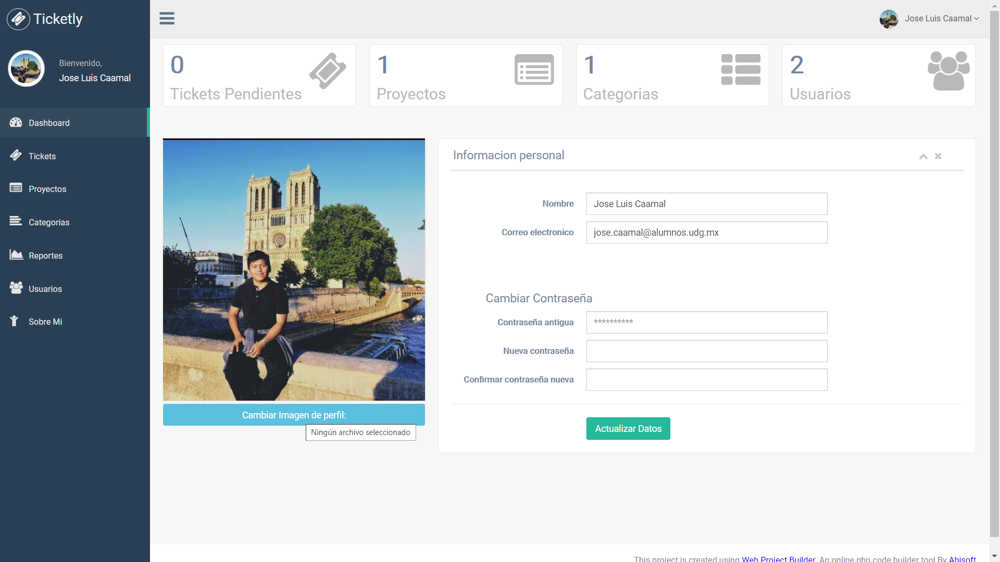 Ticketly
Jose Luis Caamal
Bienvenido,
Jose Luis Caamal
Dashboard
Tickets
Proyectos
Categorias
Reportes
Usuarios
Sobre Mi
0
Tickets Pendientes
1
Proyectos
1
Categorias
2
Usuarios
Cambiar Imagen de perfil:
Ningún archivo seleccionado
Informacion personal
Nombre
Jose Luis Caamal
Correo electronico
jose.caamal@alumnos.udg.mx
Cambiar Contraseña
Contraseña antigua
**********
Nueva contraseña
Confirmar contraseña nueva
Actualizar Datos
This project is created using Web Project Builder. An online php code builder tool By Abisoft